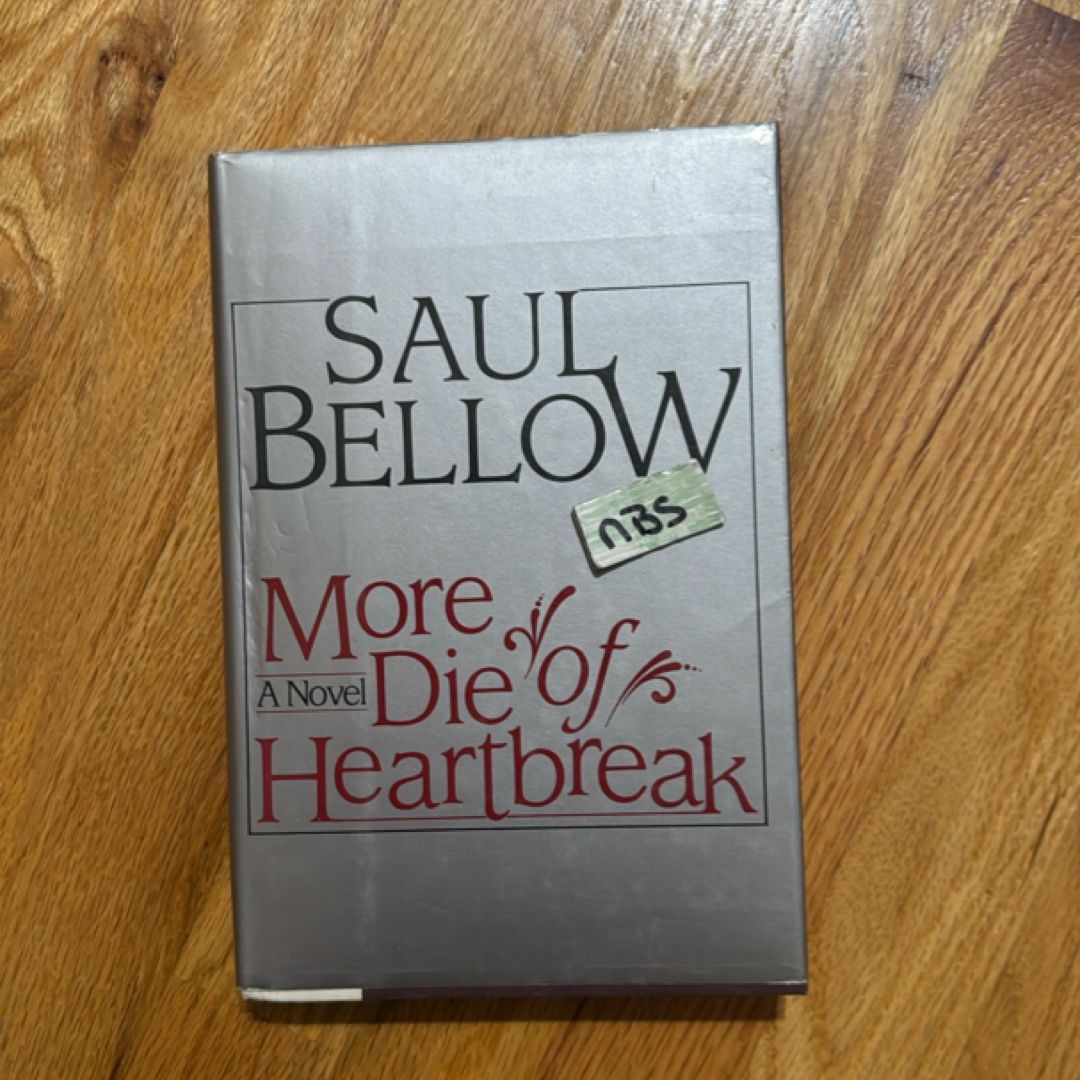 SAUL
BELLOW
nBS
More
Die of
A Novel
Heartbreak